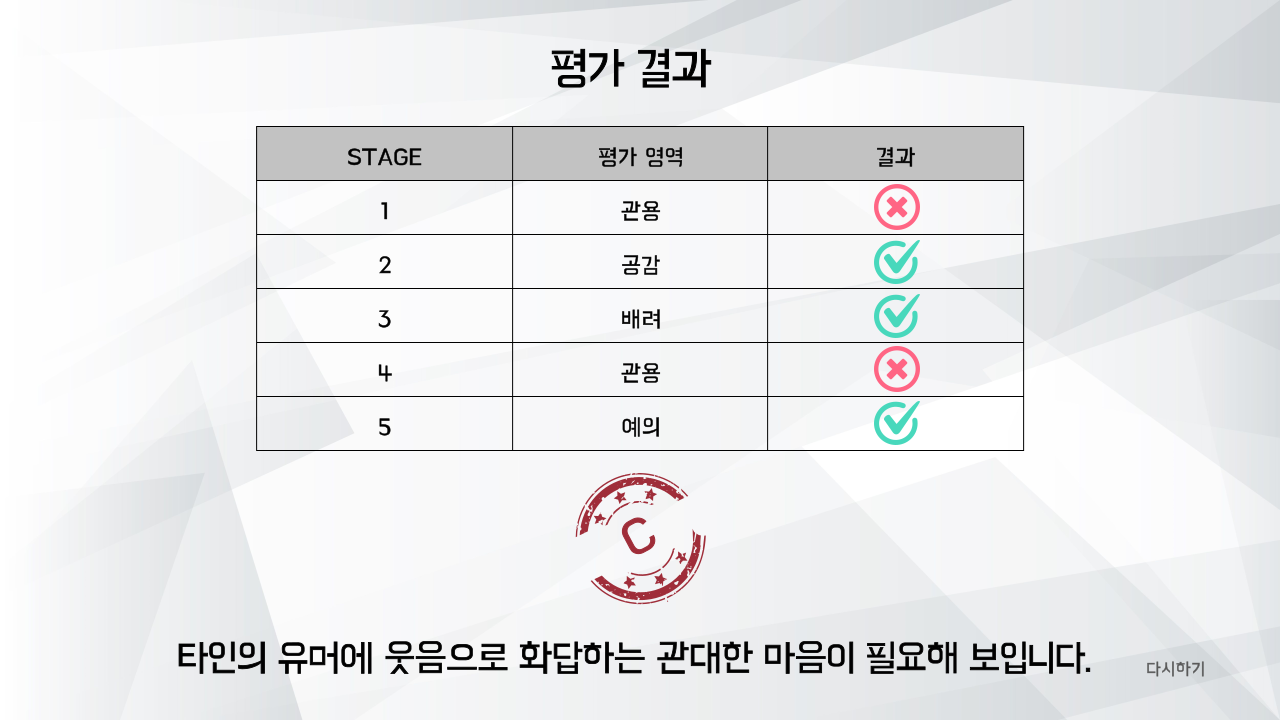 평가 결과
STAGE 평가 영역 결과
1 관용
2 공감
3 배려
4 관용
5 예의
C
타인의 유머에 웃음으로 화답하는 관대한 마음이 필요해 보입니다.
다시하기